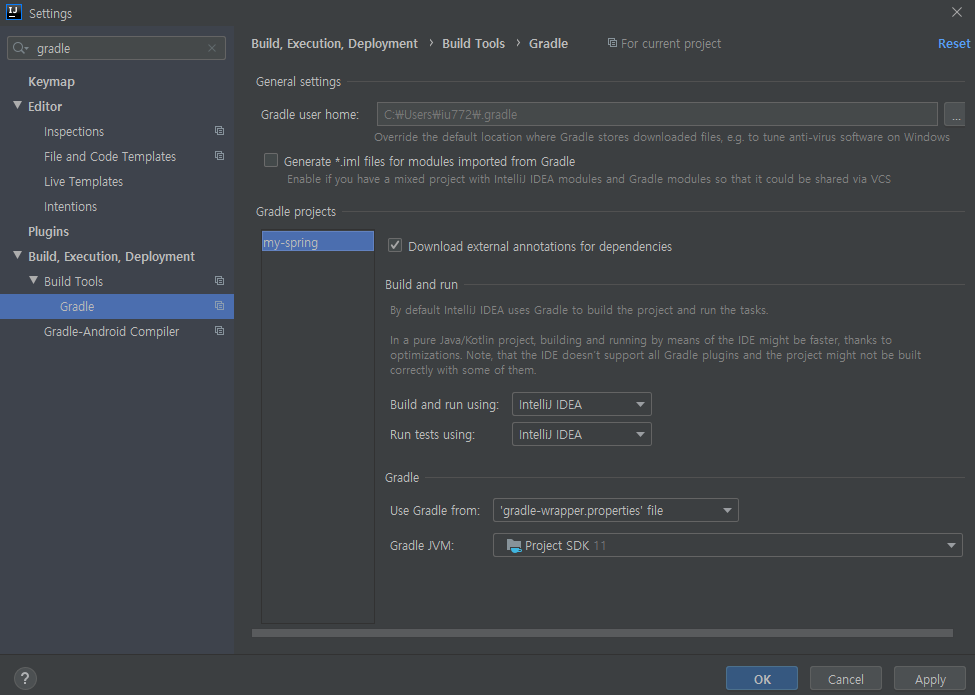 IJ Settings
gradle
Keymap
Editor
Inspections
File and Code Templates
Live Templates
Intentions
Plugins
Build, Execution, Deployment
Build Tools
Gradle
Gradle-Android Compiler
Build, Execution, Deployment › Build Tools › Gradle For current project Reset
General settings
Gradle user home: C:₩Users₩iu772₩.gradle ...
Override the default location where Gradle stores downloaded files, e.g. to tune anti-virus software on Windows
Generate *.iml files for modules imported from Gradle
Enable if you have a mixed project with IntelliJ IDEA modules and Gradle modules so that it could be shared via VCS
Gradle projects
my-spring
Download external annotations for dependencies
Build and run
By default IntelliJ IDEA uses Gradle to build the project and run the tasks.
In a pure Java/Kotlin project, building and running by means of the IDE might be faster, thanks to
optimizations. Note, that the IDE doesn't support all Gradle plugins and the project might not be built
correctly with some of them.
Build and run using: IntelliJ IDEA
Run tests using: IntelliJ IDEA
Gradle
Use Gradle from: 'gradle-wrapper.properties' file
Gradle JVM: Project SDK 11
? OK Cancel Apply